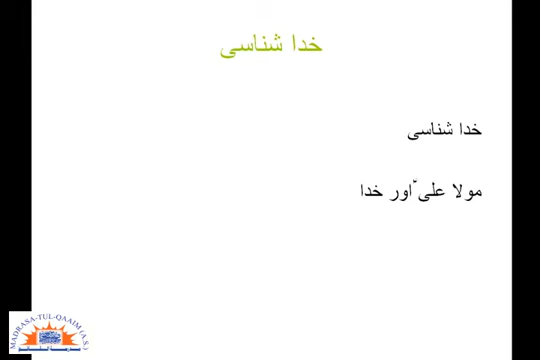 خدا شناسی
خدا شناسی
مولا علیؑ اور خدا
MADRASA-TUL-QAAIM (A.S.)